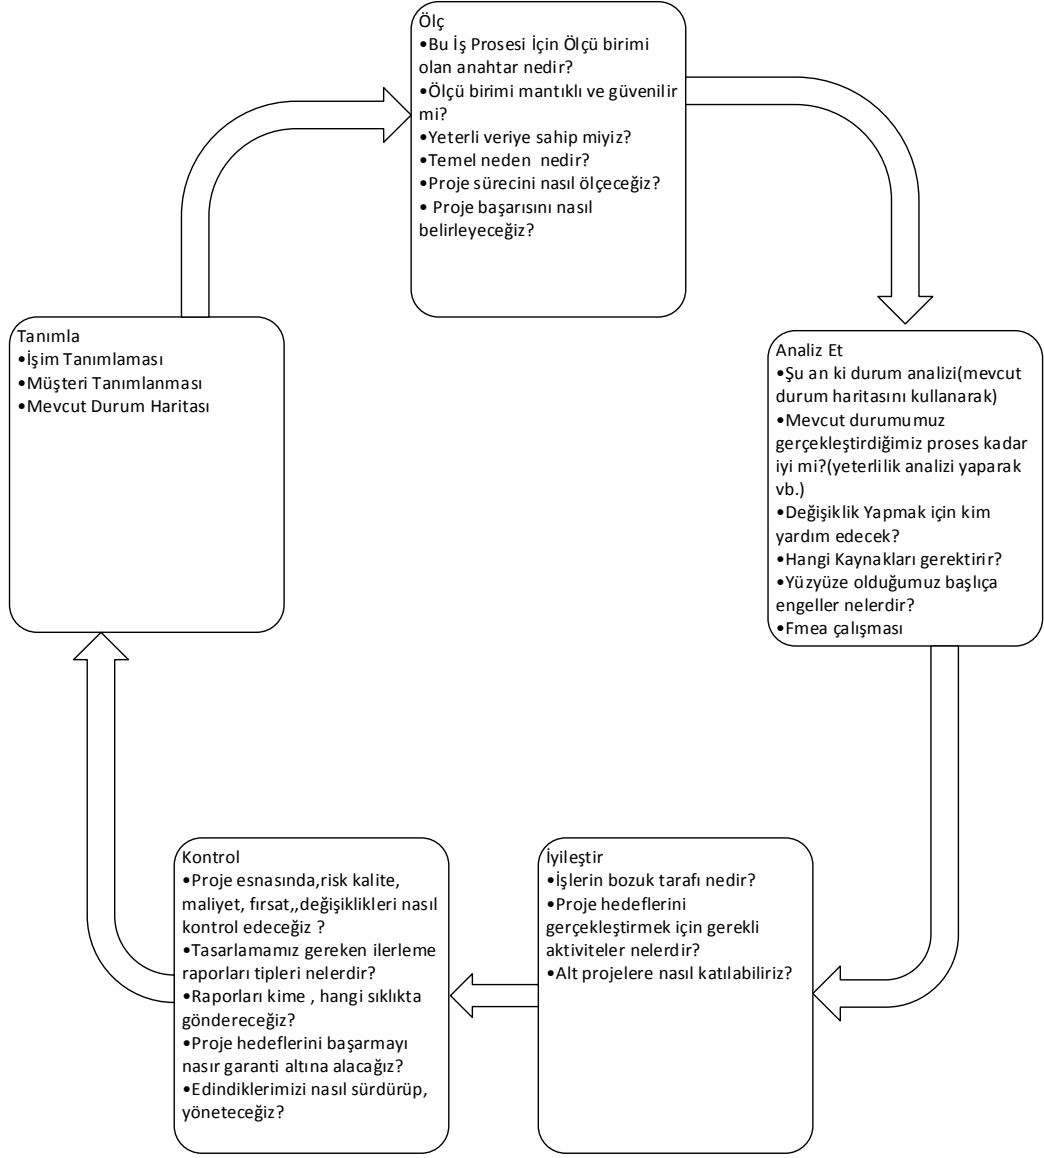 Ölç
•Bu İş Prosesi İçin Ölçü birimi
olan anahtar nedir?
•Ölçü birimi mantıklı ve güvenilir
mi?
•Yeterli veriye sahip miyiz?
•Temel neden nedir?
•Proje sürecini nasıl ölçeceğiz?
• Proje başarısını nasıl
belirleyeceğiz?
Tanımla
•İşim Tanımlaması
•Müşteri Tanımlanması
•Mevcut Durum Haritası
Analiz Et
•Şu an ki durum analizi(mevcut
durum haritasını kullanarak)
•Mevcut durumumuz
gerçekleştirdiğimiz proses kadar
iyi mi?(yeterlilik analizi yaparak
vb.)
•Değişiklik Yapmak için kim
yardım edecek?
•Hangi Kaynakları gerektirir?
•Yüzyüze olduğumuz başlıça
engeller nelerdir?
•Fmea çalışması
Kontrol
•Proje esnasında,risk kalite,
maliyet, fırsat,,değişiklikleri nasıl
kontrol edeceğiz ?
•Tasarlamamız gereken ilerleme
raporları tipleri nelerdir?
•Raporları kime , hangi sıklıkta
göndereceğiz?
•Proje hedeflerini başarmayı
nasır garanti altına alacağız?
•Edindiklerimizi nasıl sürdürüp,
yöneteceğiz?
İyileştir
•İşlerin bozuk tarafı nedir?
•Proje hedeflerini
gerçekleştirmek için gerekli
aktiviteler nelerdir?
•Alt projelere nasıl katılabiliriz?